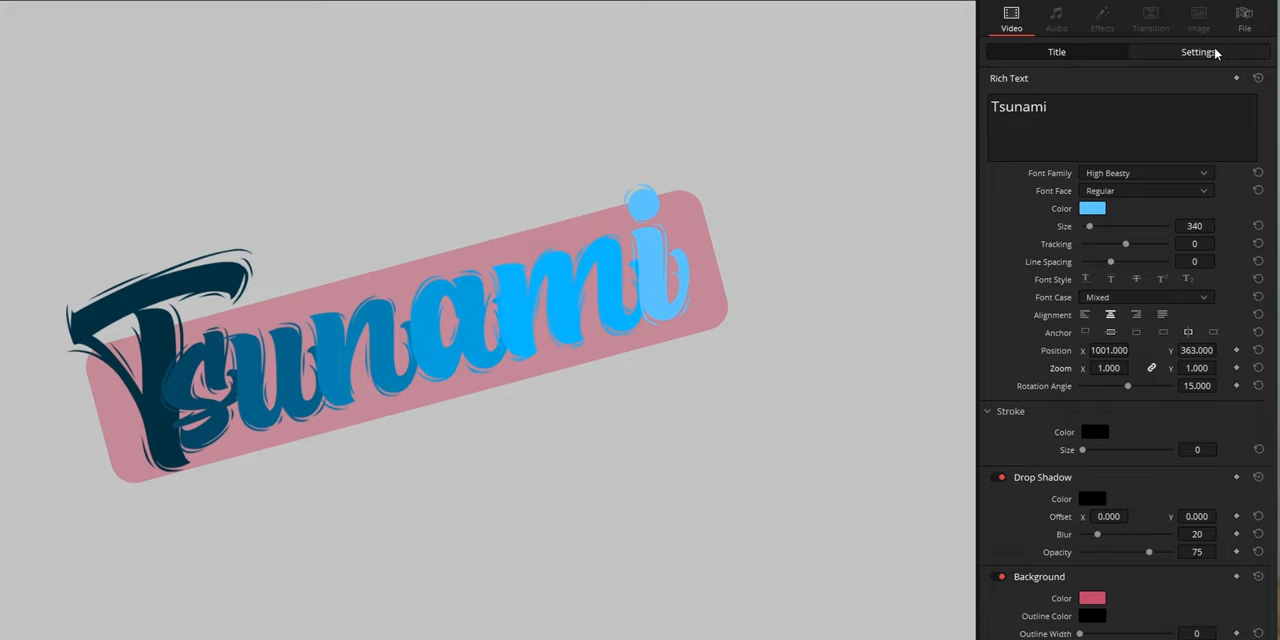 Video Audio Effects Transition Image File
Title Settings
Rich Text
Tsunami
Tsunami
Font Family High Beasty
Font Face Regular
Color
Size 340
Tracking 0
Line Spacing 0
Font Style T T T T² T₂
Font Case Mixed
Alignment
Anchor
Position X 1001.000 Y 363.000
Zoom X 1.000 Y 1.000
Rotation Angle 15.000
Stroke
Color
Size 0
Drop Shadow
Color
Offset X 0.000 Y 0.000
Blur 20
Opacity 75
Background
Color
Outline Color
Outline Width 0